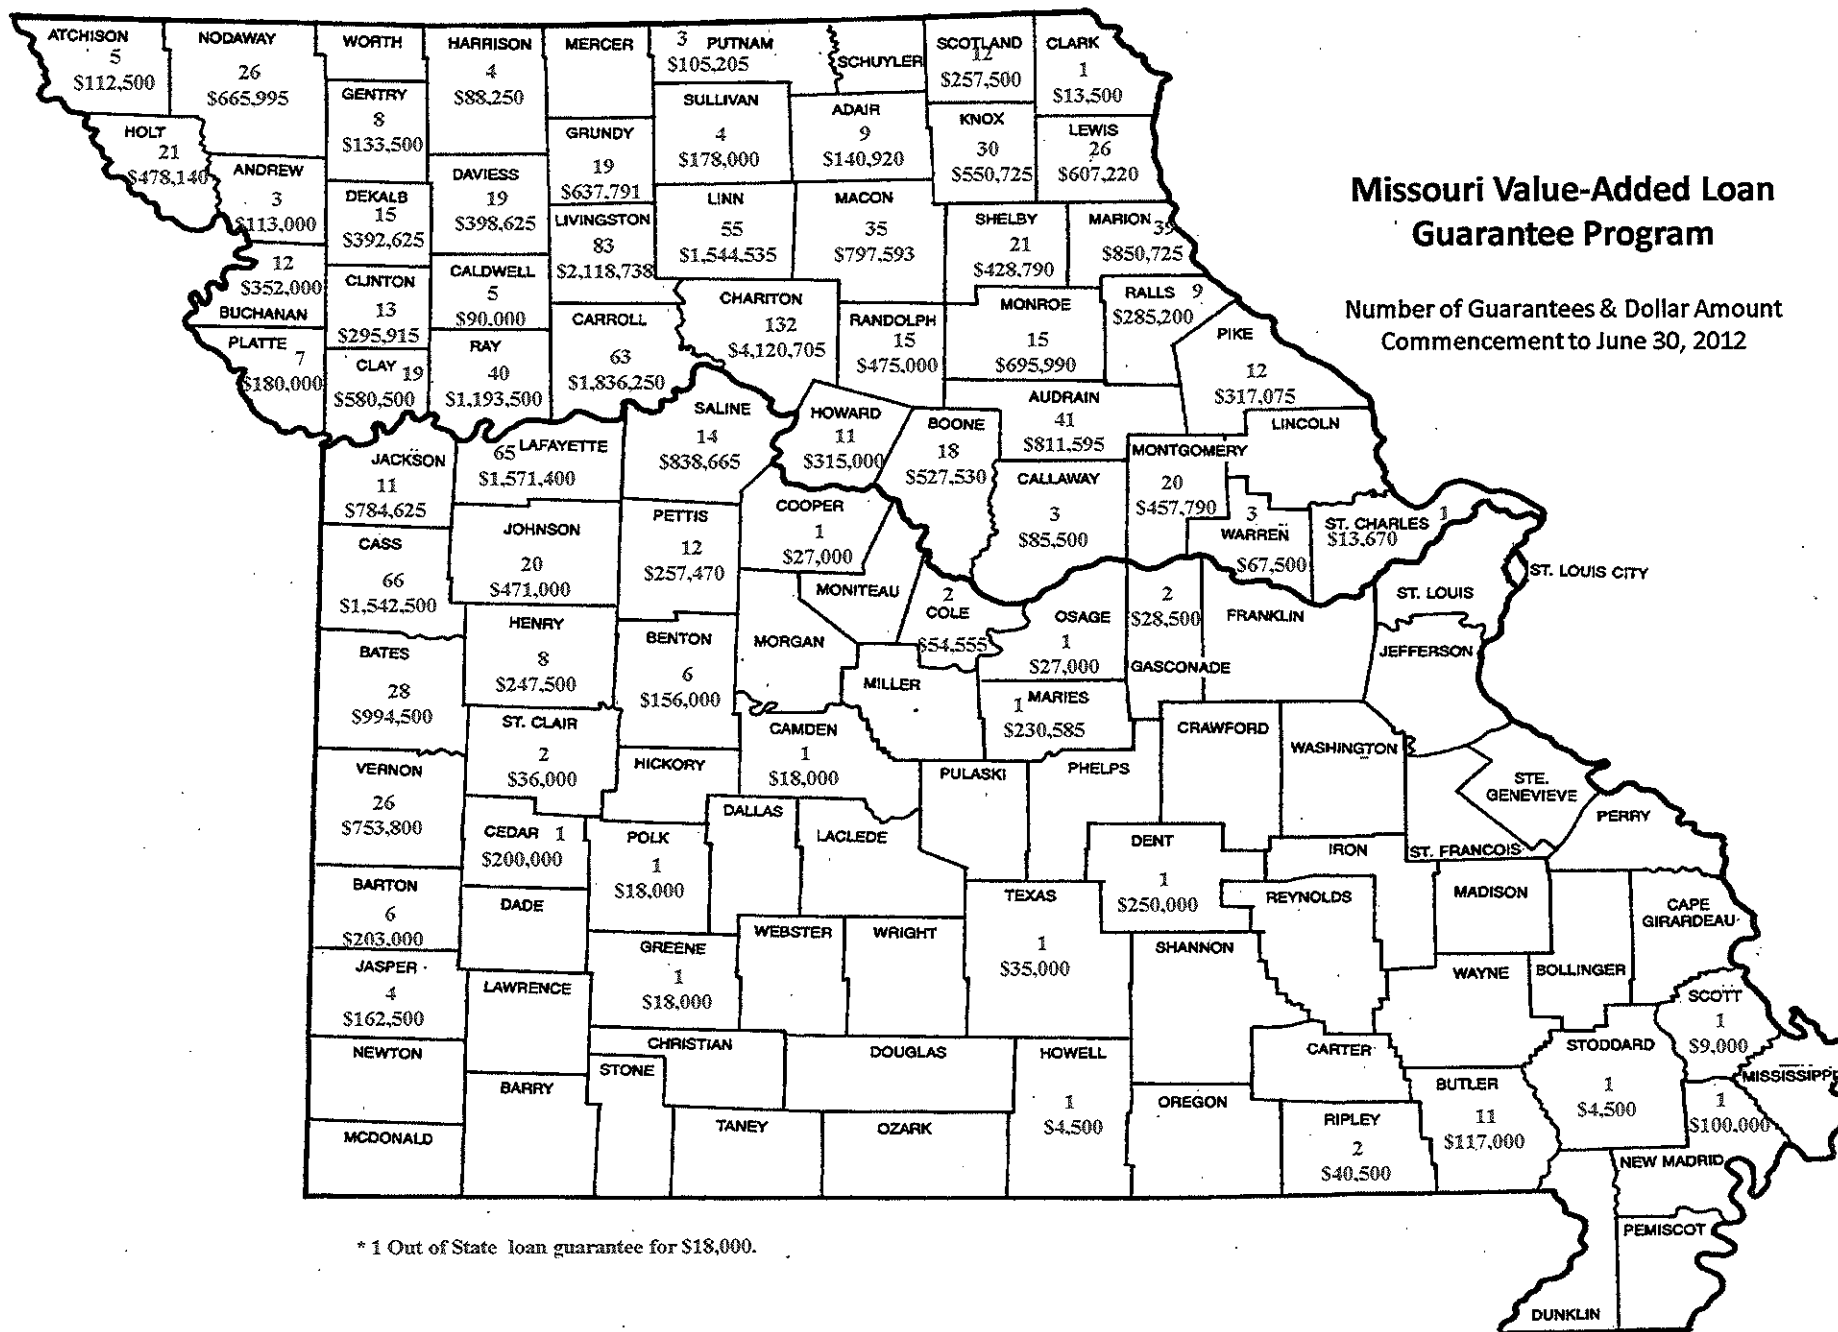 ATCHISON
5
$112,500
NODAWAY
26
$665,995
WORTH
HARRISON
4
$88,250
MERCER
3 PUTNAM
$105,205
SCHUYLER
SCOTLAND
12
$257,500
CLARK
1
$13,500
GENTRY
8
$133,500
SULLIVAN
4
$178,000
ADAIR
9
$140,920
KNOX
30
$550,725
LEWIS
26
$607,220
HOLT
21
$478,140
ANDREW
3
$113,000
DEKALB
15
$392,625
DAVIESS
19
$398,625
GRUNDY
19
$637,791
LIVINGSTON
83
$2,118,738
LINN
55
$1,544,535
MACON
35
$797,593
SHELBY
21
$428,790
MARION 39
$850,725
Missouri Value-Added Loan
Guarantee Program
Number of Guarantees & Dollar Amount
Commencement to June 30, 2012
12
$352,000
BUCHANAN
CLINTON
13
$295,915
CALDWELL
5
$90,000
CARROLL
63
$1,836,250
CHARITON
132
$4,120,705
RANDOLPH
15
$475,000
MONROE
15
$695,990
RALLS 9
$285,200
PIKE
12
$317,075
PLATTE 7
$180,000
CLAY 19
$580,500
RAY
40
$1,193,500
AUDRAIN
41
$811,595
LINCOLN
JACKSON
11
$784,625
65 LAFAYETTE
$1,571,400
SALINE
14
$838,665
HOWARD
11
$315,000
BOONE
18
$527,530
CALLAWAY
3
$85,500
MONTGOMERY
20
$457,790
3
WARREN
$67,500
ST. CHARLES 1
$13,670
ST. LOUIS CITY
ST. LOUIS
CASS
66
$1,542,500
JOHNSON
20
$471,000
PETTIS
12
$257,470
COOPER
1
$27,000
MONITEAU
2
COLE
$54,555
OSAGE
1
$27,000
2
$28,500
GASCONADE
FRANKLIN
JEFFERSON
BATES
28
$994,500
HENRY
8
$247,500
BENTON
6
$156,000
MORGAN
MILLER
MARIES
1
$230,585
VERNON
26
$753,800
ST. CLAIR
2
$36,000
HICKORY
CAMDEN
1
$18,000
PULASKI
PHELPS
CRAWFORD
WASHINGTON
STE.
GENEVIEVE
PERRY
CEDAR 1
$200,000
POLK
1
$18,000
DALLAS
LACLEDE
DENT
1
$250,000
IRON
ST. FRANCOIS
BARTON
6
$203,000
DADE
TEXAS
1
$35,000
REYNOLDS
MADISON
CAPE
GIRARDEAU
GREENE
1
$18,000
WEBSTER
WRIGHT
SHANNON
WAYNE
BOLLINGER
JASPER
4
$162,500
LAWRENCE
SCOTT
1
$9,000
NEWTON
CHRISTIAN
STONE
DOUGLAS
HOWELL
1
$4,500
CARTER
STODDARD
1
$4,500
MISSISSIPPI
BARRY
OREGON
BUTLER
11
$117,000
1
$100,000
NEW MADRID
MCDONALD
TANEY
OZARK
RIPLEY
2
$40,500
PEMISCOT
DUNKLIN
* 1 Out of State loan guarantee for $18,000.